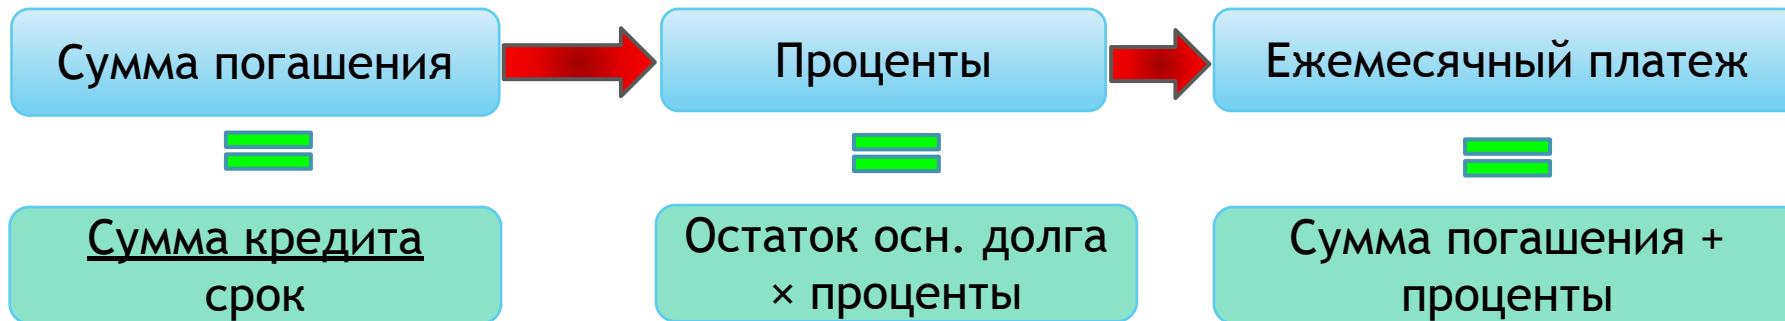 Сумма погашения
Проценты
Ежемесячный платеж
Сумма кредита
срок
Остаток осн. долга
× проценты
Сумма погашения +
проценты